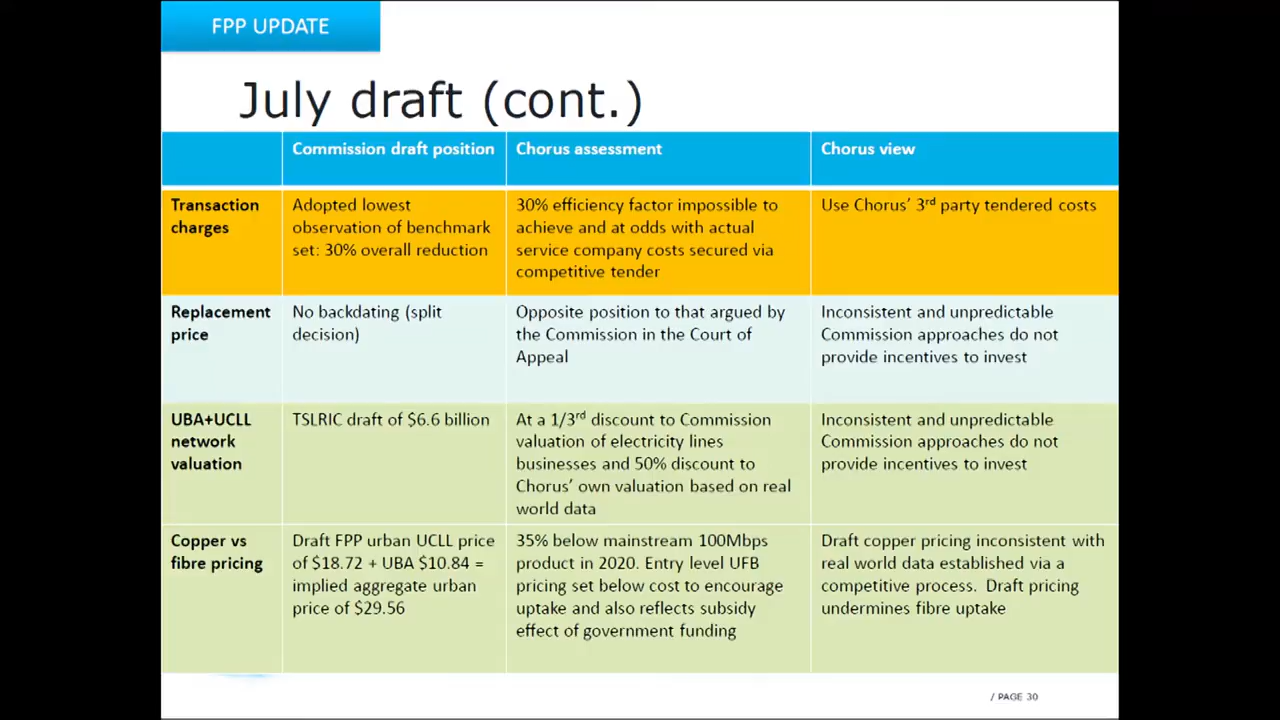 FPP UPDATE
July draft (cont.)
Commission draft position
Chorus assessment
Chorus view
Transaction
charges
Adopted lowest
observation of benchmark
set: 30% overall reduction
30% efficiency factor impossible to
achieve and at odds with actual
service company costs secured via
competitive tender
Use Chorus’ 3rd party tendered costs
Replacement
price
No backdating (split
decision)
Opposite position to that argued by
the Commission in the Court of
Appeal
Inconsistent and unpredictable
Commission approaches do not
provide incentives to invest
UBA+UCLL
network
valuation
TSLRIC draft of $6.6 billion
At a 1/3rd discount to Commission
valuation of electricity lines
businesses and 50% discount to
Chorus’ own valuation based on real
world data
Inconsistent and unpredictable
Commission approaches do not
provide incentives to invest
Copper vs
fibre pricing
Draft FPP urban UCLL price
of $18.72 + UBA $10.84 =
implied aggregate urban
price of $29.56
35% below mainstream 100Mbps
product in 2020. Entry level UFB
pricing set below cost to encourage
uptake and also reflects subsidy
effect of government funding
Draft copper pricing inconsistent with
real world data established via a
competitive process. Draft pricing
undermines fibre uptake
/ PAGE 30